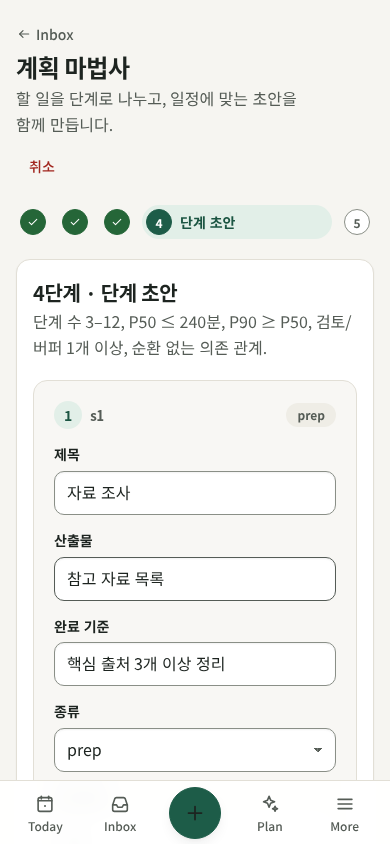 ← Inbox
계획 마법사
할 일을 단계로 나누고, 일정에 맞는 초안을
함께 만듭니다.
취소
4 단계 초안 5
4단계 · 단계 초안
단계 수 3–12, P50 ≤ 240분, P90 ≥ P50, 검토/
버퍼 1개 이상, 순환 없는 의존 관계.
1 s1 prep
제목
자료 조사
산출물
참고 자료 목록
완료 기준
핵심 출처 3개 이상 정리
종류
prep
Today Inbox Plan More